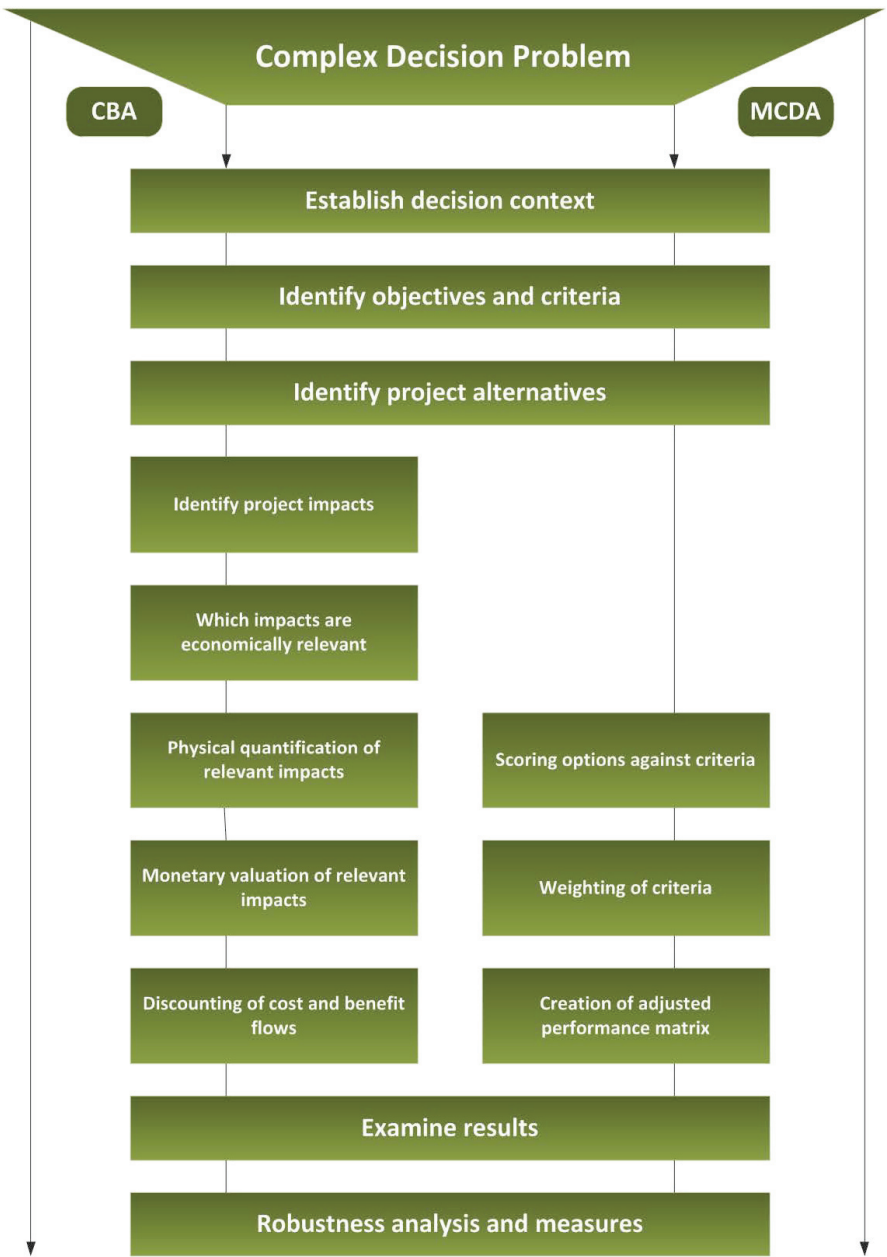 Complex Decision Problem
CBA
MCDA
Establish decision context
Identify objectives and criteria
Identify project alternatives
Identify project impacts
Which impacts are
economically relevant
Physical quantification of
relevant impacts
Scoring options against criteria
Monetary valuation of relevant
impacts
Weighting of criteria
Discounting of cost and benefit
flows
Creation of adjusted
performance matrix
Examine results
Robustness analysis and measures